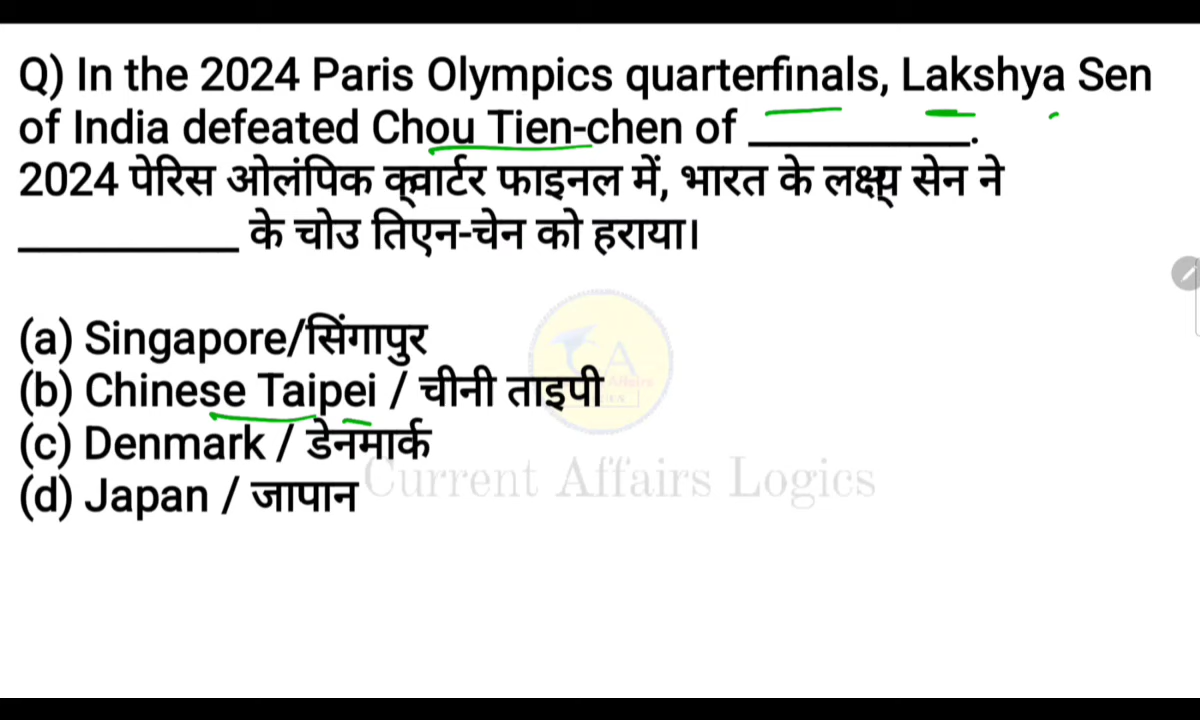 Q) In the 2024 Paris Olympics quarterfinals, Lakshya Sen
of India defeated Chou Tien-chen of __________.
2024 पेरिस ओलंपिक क्वार्टर फाइनल में, भारत के लक्ष्य सेन ने
__________ के चोउ तिएन-चेन को हराया।
(a) Singapore/सिंगापुर
(b) Chinese Taipei / चीनी ताइपी
(c) Denmark / डेनमार्क
(d) Japan / जापान
Current Affairs Logics